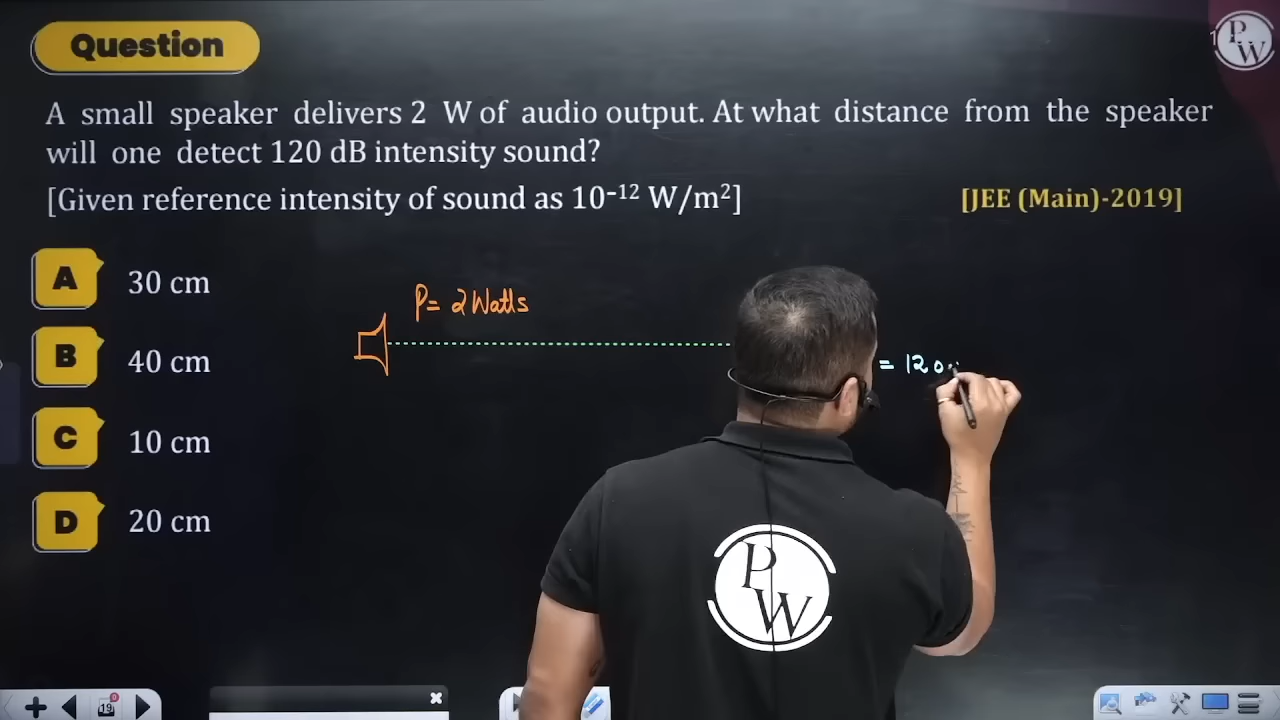 Question
A small speaker delivers 2 W of audio output. At what distance from the speaker
will one detect 120 dB intensity sound?
[Given reference intensity of sound as 10⁻¹² W/m²]
[JEE (Main)-2019]
A 30 cm
B 40 cm
C 10 cm
D 20 cm
P= 2 Watts
= 120
PW
PW
19